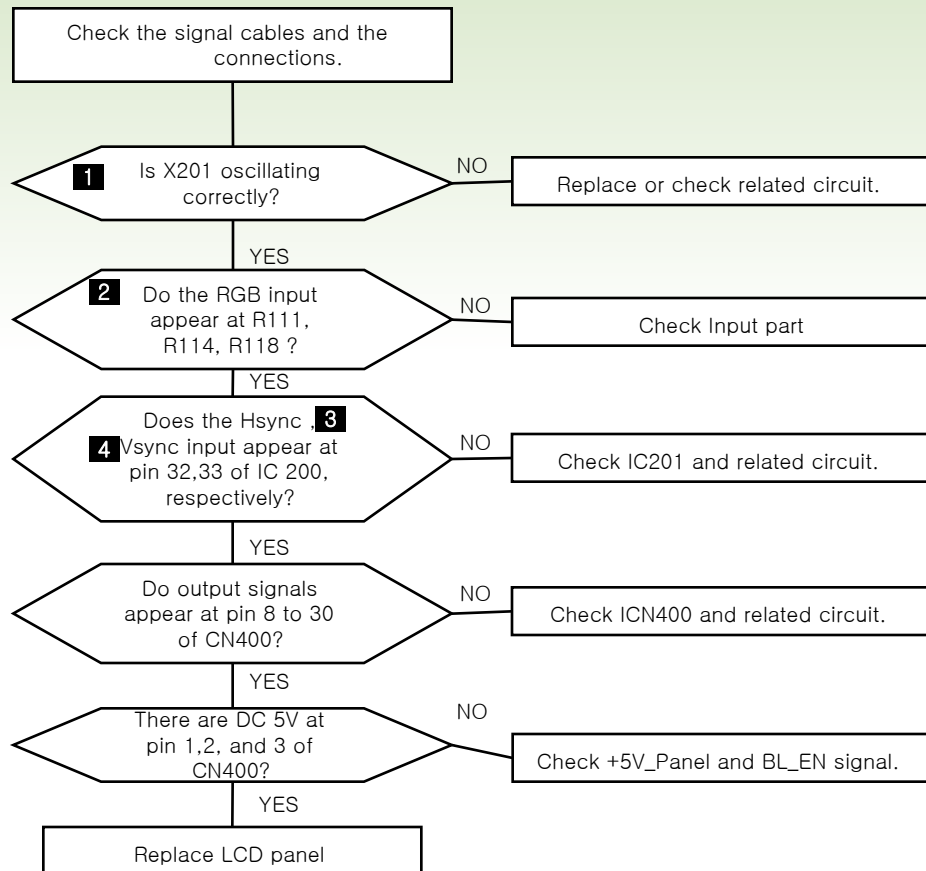 Check the signal cables and the
connections.
1
Is X201 oscillating
correctly?
NO
Replace or check related circuit.
YES
2
Do the RGB input
appear at R111,
R114, R118 ?
NO
Check Input part
YES
Does the Hsync , 3
4 Vsync input appear at
pin 32,33 of IC 200,
respectively?
NO
Check IC201 and related circuit.
YES
Do output signals
appear at pin 8 to 30
of CN400?
NO
Check ICN400 and related circuit.
YES
There are DC 5V at
pin 1,2, and 3 of
CN400?
NO
Check +5V_Panel and BL_EN signal.
YES
Replace LCD panel